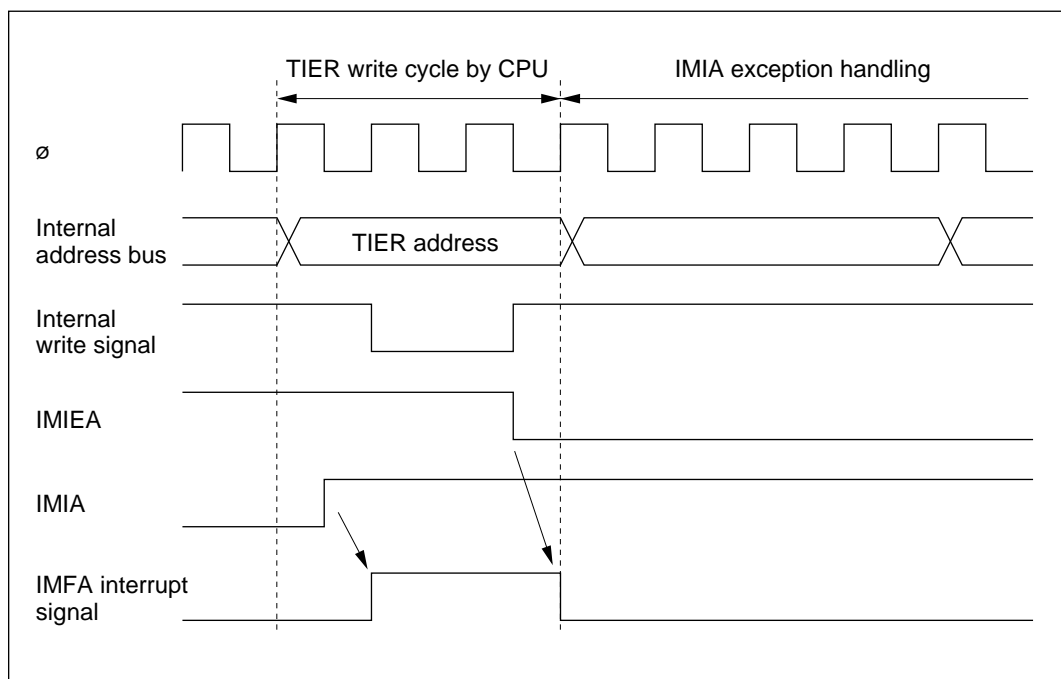 TIER write cycle by CPU
IMIA exception handling
ø
Internal
address bus
TIER address
Internal
write signal
IMIEA
IMIA
IMFA interrupt
signal